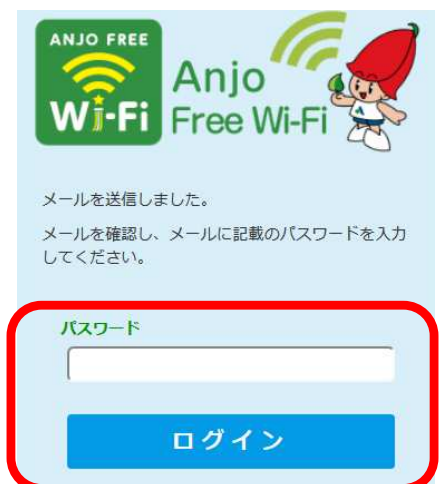 ANJO FREE
Wi-Fi
Anjo
Free Wi-Fi
メールを送信しました。
メールを確認し、メールに記載のパスワードを入力
してください。
パスワード
ログイン